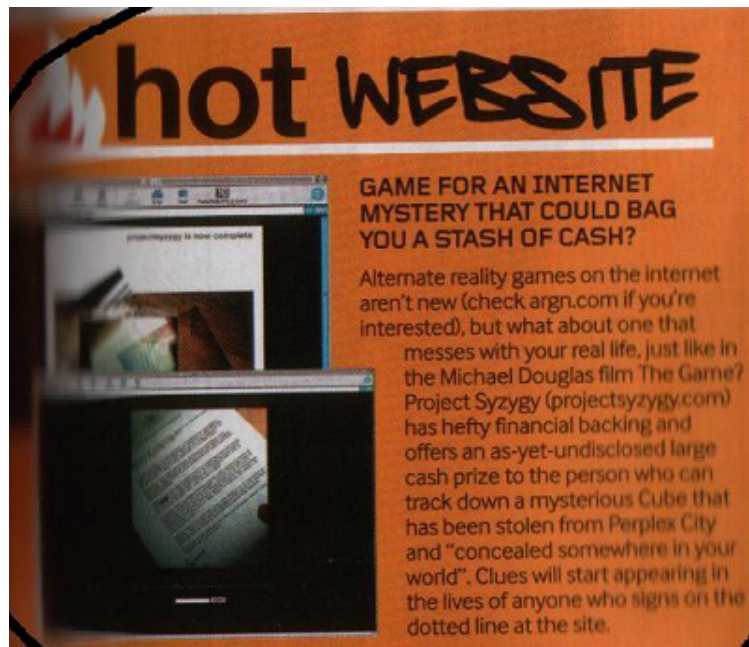 hot WEBSITE
projectsyzygy is now complete
GAME FOR AN INTERNET
MYSTERY THAT COULD BAG
YOU A STASH OF CASH?
Alternate reality games on the internet
aren't new (check argn.com if you're
interested), but what about one that
messes with your real life, just like in
the Michael Douglas film The Game?
Project Syzygy (projectsyzygy.com)
has hefty financial backing and
offers an as-yet-undisclosed large
cash prize to the person who can
track down a mysterious Cube that
has been stolen from Perplex City
and "concealed somewhere in your
world". Clues will start appearing in
the lives of anyone who signs on the
dotted line at the site.